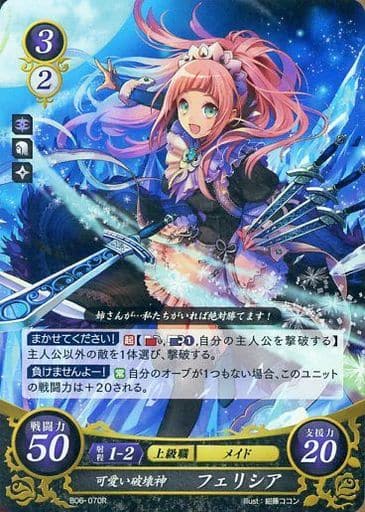 3
2
姉さんが…私たちがいれば絶対勝てます!
まかせてください! 起【、1、自分の主人公を撃破する】
主人公以外の敵を1体選び、撃破する。
負けませんよー! 常 自分のオーブが1つもない場合、このユニット
の戦闘力は+20される。
戦闘力 50 射程 1-2 上級職 メイド 支援力 20
可愛い破壊神 フェリシア
B06-070R Illust: